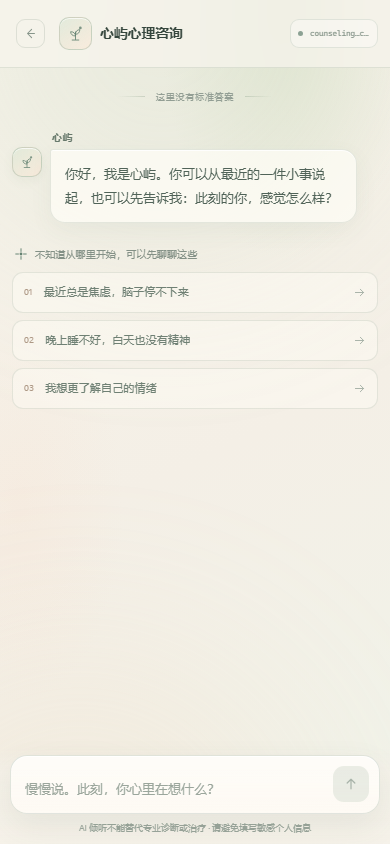 心屿心理咨询
counseling_c…
这里没有标准答案
心屿
你好，我是心屿。你可以从最近的一件小事说
起，也可以先告诉我：此刻的你，感觉怎么样？
不知道从哪里开始，可以先聊聊这些
01 最近总是焦虑，脑子停不下来
02 晚上睡不好，白天也没有精神
03 我想更了解自己的情绪
慢慢说。此刻，你心里在想什么？
AI 倾听不能替代专业诊断或治疗 · 请避免填写敏感个人信息